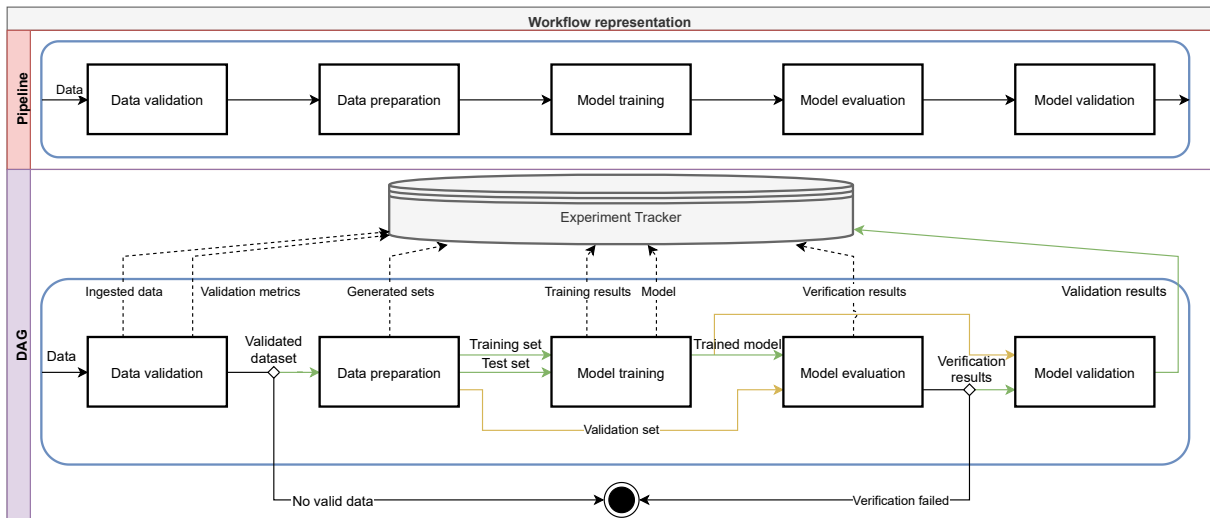 Workflow representation
Pipeline
Data
Data validation
Data preparation
Model training
Model evaluation
Model validation
DAG
Experiment Tracker
Ingested data
Validation metrics
Generated sets
Training results
Model
Verification results
Validation results
Data
Data validation
Validated
dataset
Data preparation
Training set
Test set
Model training
Trained model
Model evaluation
Verification
results
Model validation
Validation set
No valid data
Verification failed